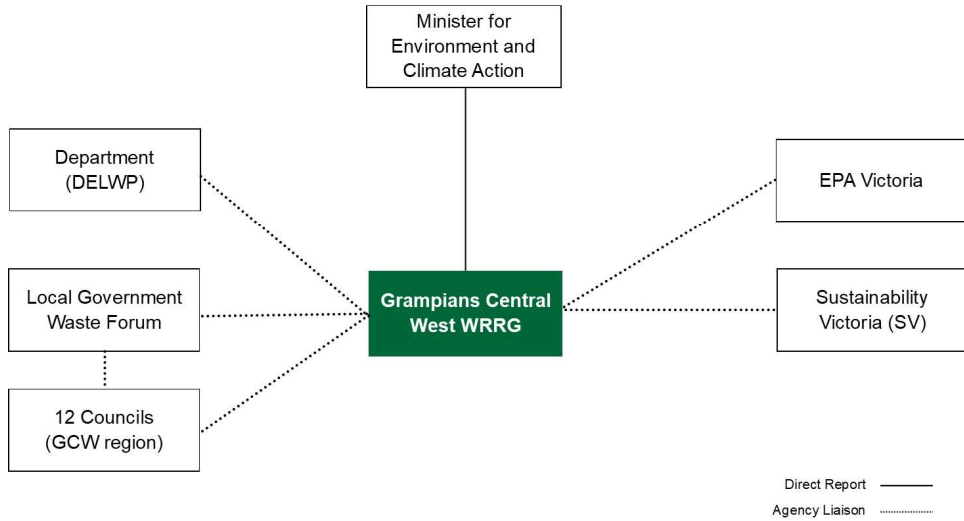 Minister for
Environment and
Climate Action
Department
(DELWP)
EPA Victoria
Local Government
Waste Forum
Grampians Central
West WRRG
Sustainability
Victoria (SV)
12 Councils
(GCW region)
Direct Report
Agency Liaison